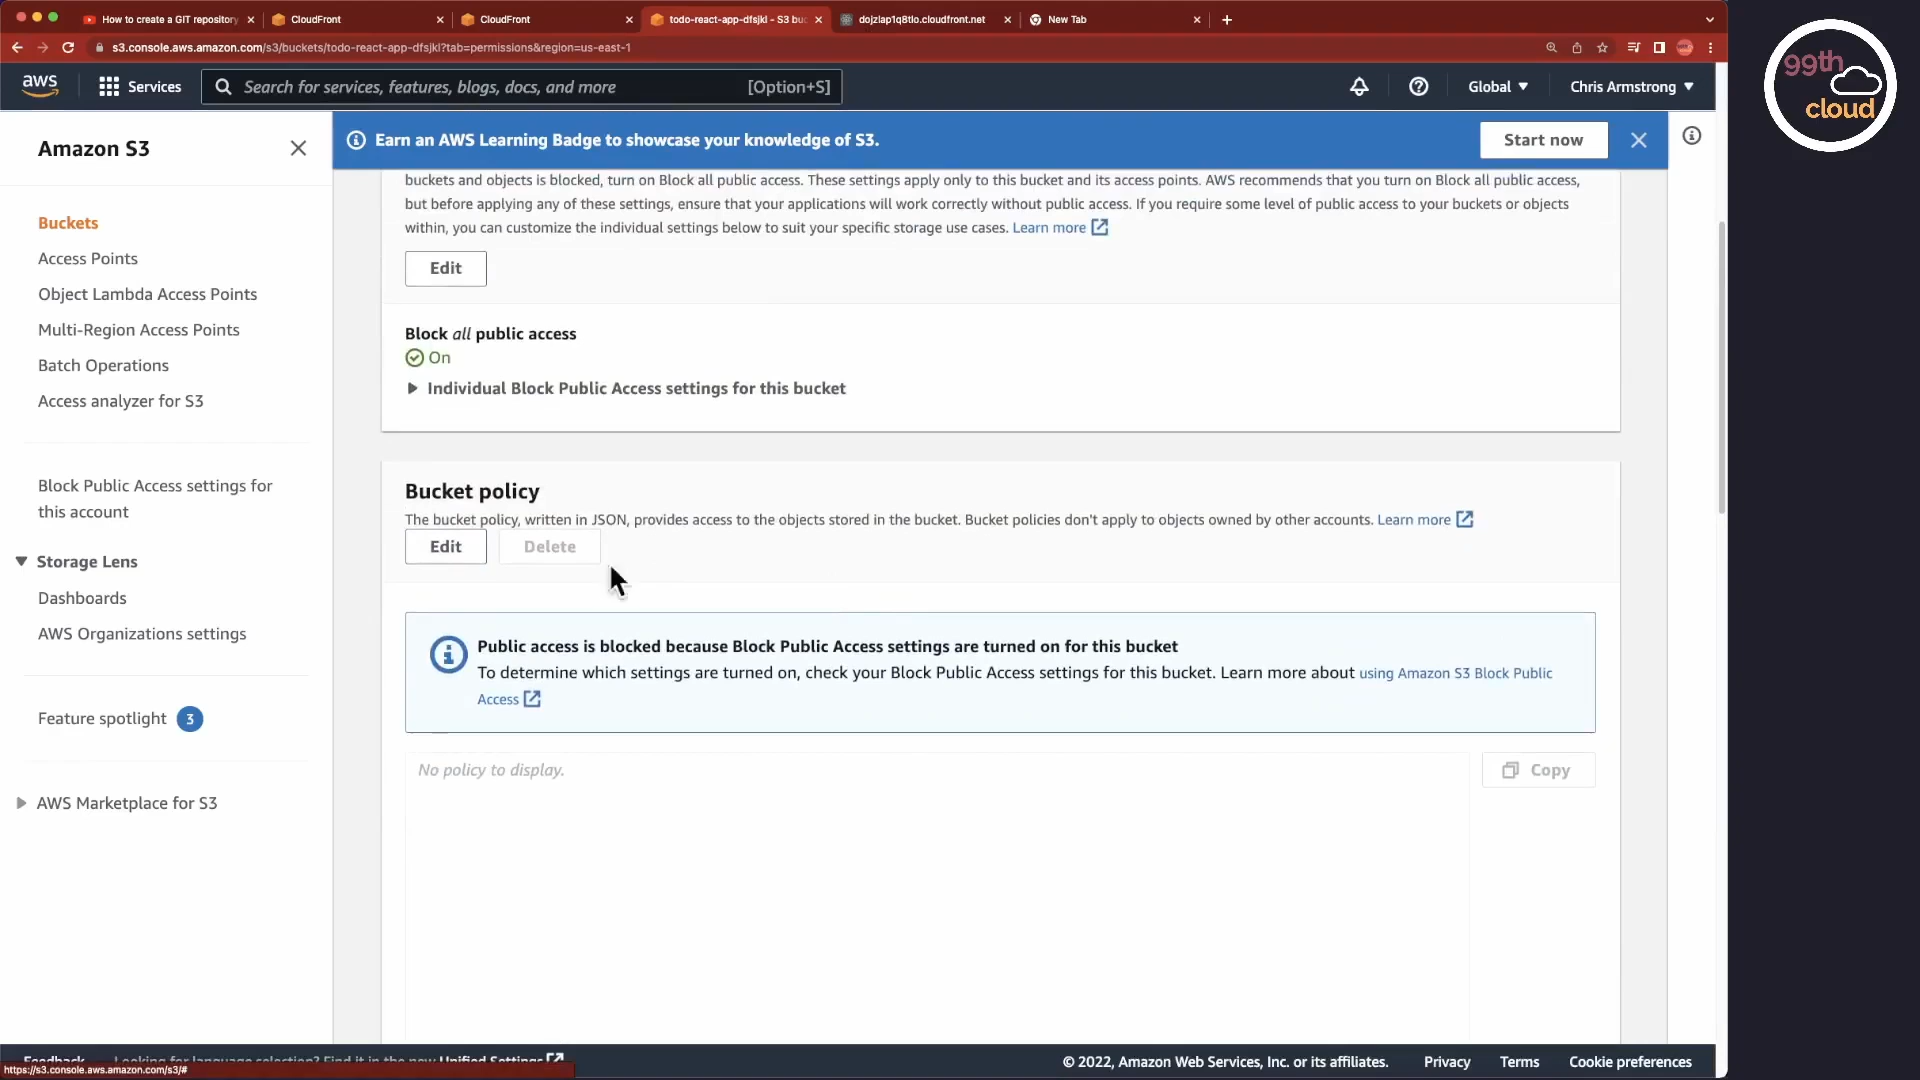 How to create a GIT repository
CloudFront
CloudFront
todo-react-app-dfsjkl - S3 buc
dojzlap1q8tlo.cloudfront.net
New Tab
s3.console.aws.amazon.com/s3/buckets/todo-react-app-dfsjkl?tab=permissions&region=us-east-1
aws
Services
Search for services, features, blogs, docs, and more
[Option+S]
Global
Chris Armstrong
99th
cloud
Amazon S3
Earn an AWS Learning Badge to showcase your knowledge of S3.
Start now
buckets and objects is blocked, turn on Block all public access. These settings apply only to this bucket and its access points. AWS recommends that you turn on Block all public access,
but before applying any of these settings, ensure that your applications will work correctly without public access. If you require some level of public access to your buckets or objects
within, you can customize the individual settings below to suit your specific storage use cases. Learn more
Edit
Block all public access
On
Individual Block Public Access settings for this bucket
Bucket policy
The bucket policy, written in JSON, provides access to the objects stored in the bucket. Bucket policies don't apply to objects owned by other accounts. Learn more
Edit
Delete
Public access is blocked because Block Public Access settings are turned on for this bucket
To determine which settings are turned on, check your Block Public Access settings for this bucket. Learn more about using Amazon S3 Block Public
Access
No policy to display.
Copy
Buckets
Access Points
Object Lambda Access Points
Multi-Region Access Points
Batch Operations
Access analyzer for S3
Block Public Access settings for
this account
Storage Lens
Dashboards
AWS Organizations settings
Feature spotlight 3
AWS Marketplace for S3
Feedback
Looking for language selection? Find it in the new Unified Settings
© 2022, Amazon Web Services, Inc. or its affiliates.
Privacy
Terms
Cookie preferences
https://s3.console.aws.amazon.com/s3/#